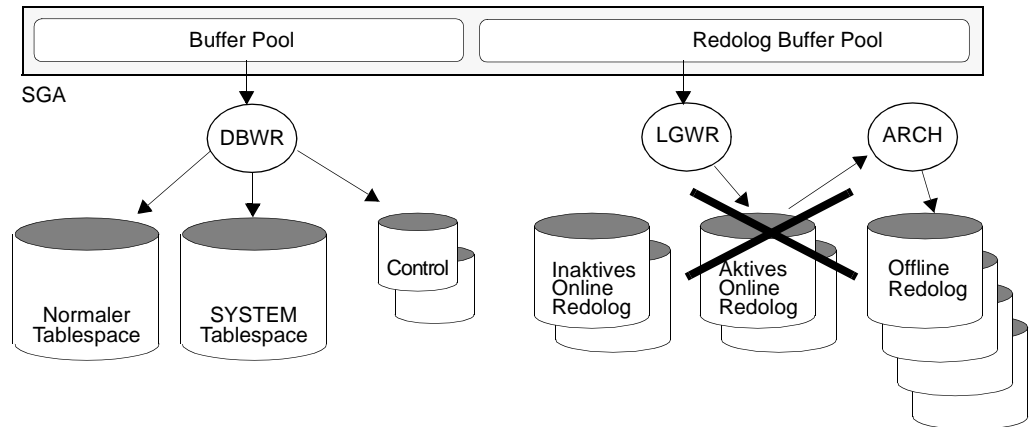 Buffer Pool
Redolog Buffer Pool
SGA
DBWR
LGWR
ARCH
Normaler
Tablespace
SYSTEM
Tablespace
Control
Inaktives
Online
Redolog
Aktives
Online
Redolog
Offline
Redolog